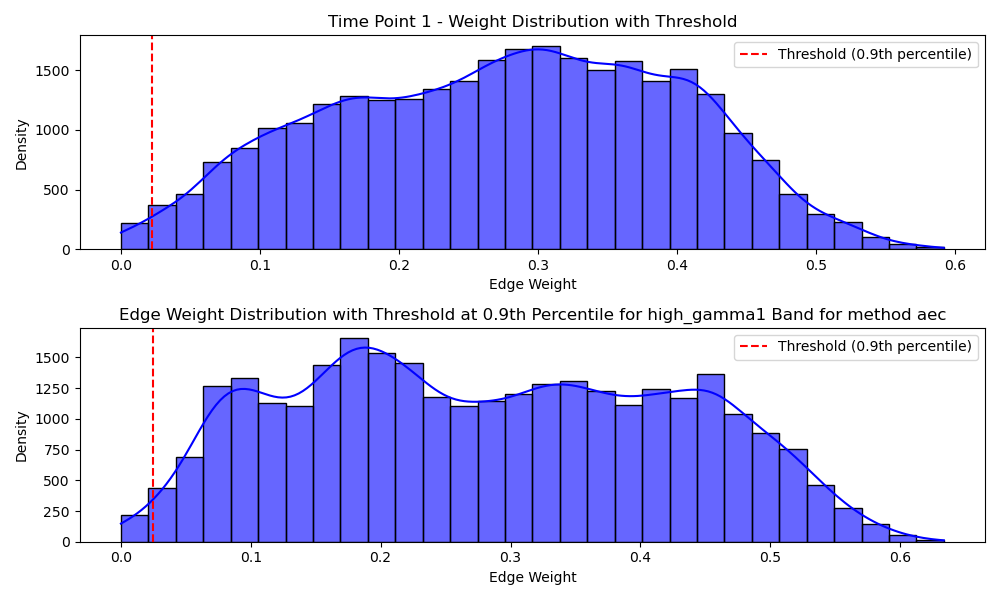 Time Point 1 - Weight Distribution with Threshold
Threshold (0.9th percentile)
Density
1500
1000
500
0
0.0 0.1 0.2 0.3 0.4 0.5 0.6
Edge Weight
Edge Weight Distribution with Threshold at 0.9th Percentile for high_gamma1 Band for method aec
Threshold (0.9th percentile)
Density
1500
1250
1000
750
500
250
0
0.0 0.1 0.2 0.3 0.4 0.5 0.6
Edge Weight